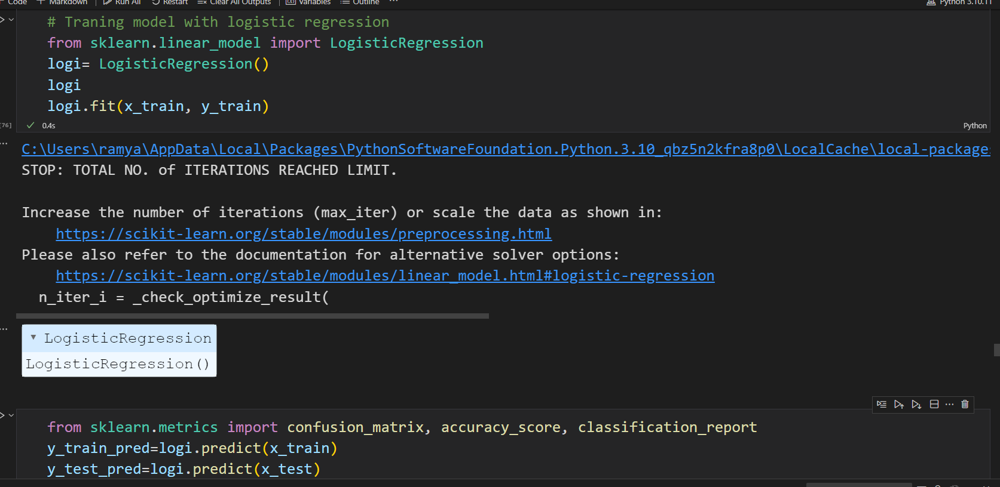 Code Markdown Run All Restart Clear All Outputs Variables Outline ··· Python 3.10.11
# Traning model with logistic regression
from sklearn.linear_model import LogisticRegression
logi= LogisticRegression()
logi
logi.fit(x_train, y_train)
[76] 0.4s Python
C:\Users\ramya\AppData\Local\Packages\PythonSoftwareFoundation.Python.3.10_qbz5n2kfra8p0\LocalCache\local-packages
STOP: TOTAL NO. of ITERATIONS REACHED LIMIT.
Increase the number of iterations (max_iter) or scale the data as shown in:
https://scikit-learn.org/stable/modules/preprocessing.html
Please also refer to the documentation for alternative solver options:
https://scikit-learn.org/stable/modules/linear_model.html#logistic-regression
n_iter_i = _check_optimize_result(
LogisticRegression
LogisticRegression()
from sklearn.metrics import confusion_matrix, accuracy_score, classification_report
y_train_pred=logi.predict(x_train)
y_test_pred=logi.predict(x_test)